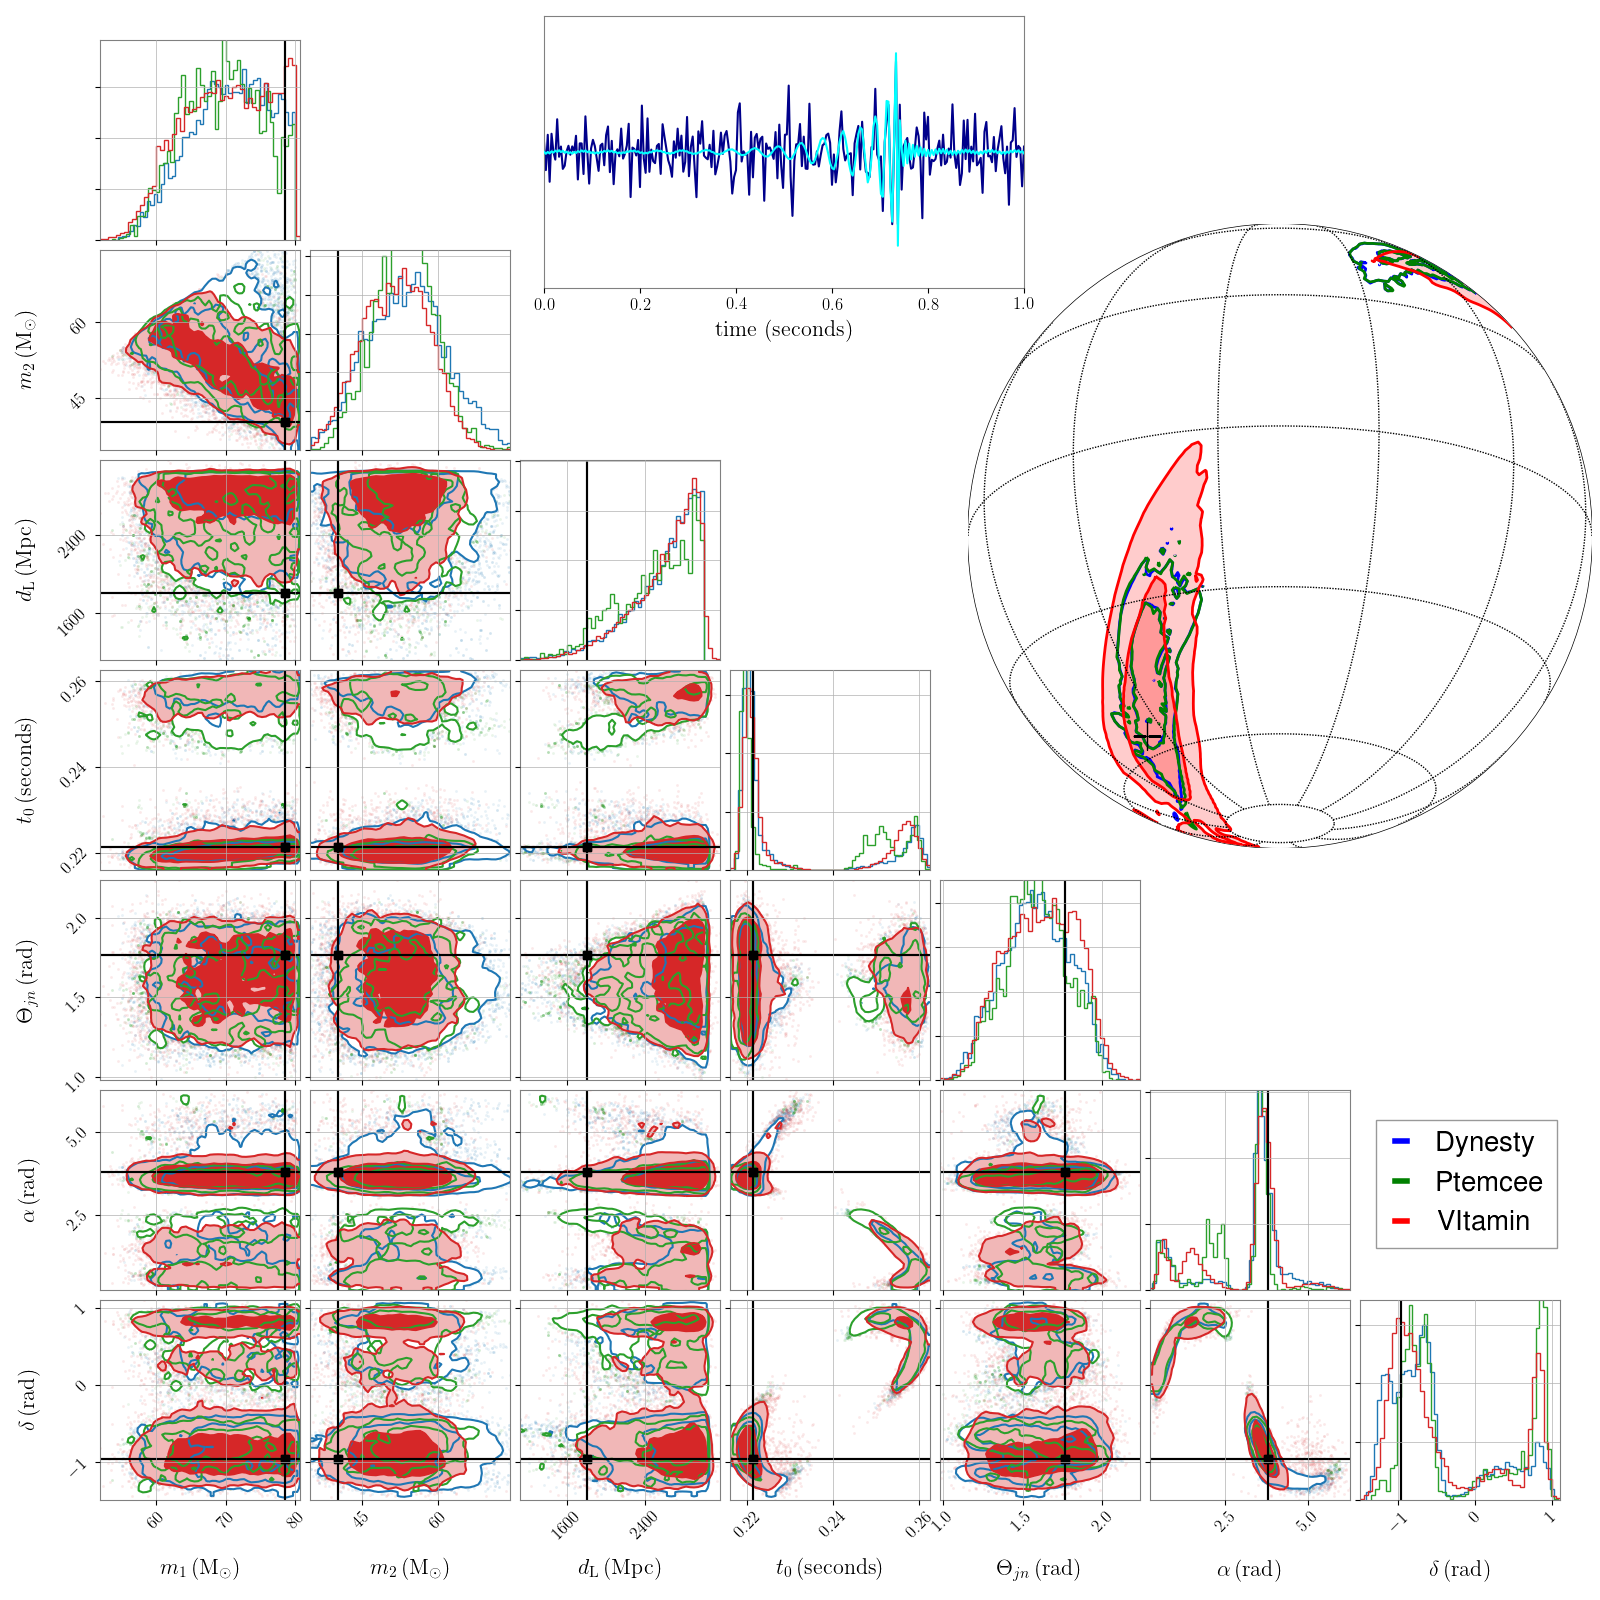 0.0 0.2 0.4 0.6 0.8 1.0
time (seconds)
m₂ (M⊙)
60
45
d_L (Mpc)
2400
1600
t₀ (seconds)
0.26
0.24
0.22
Θ_jn (rad)
2.0
1.5
1.0
α (rad)
5.0
2.5
Dynesty
Ptemcee
VItamin
δ (rad)
1
0
−1
60 70 80 45 60 1600 2400 0.22 0.24 0.26 1.0 1.5 2.0 2.5 5.0 −1 0 1
m₁ (M⊙) m₂ (M⊙) d_L (Mpc) t₀ (seconds) Θ_jn (rad) α (rad) δ (rad)